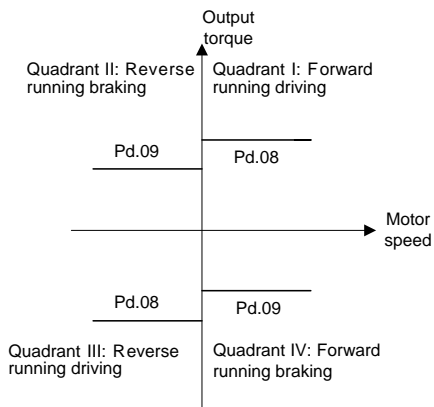 Output
torque
Quadrant II: Reverse
running braking
Quadrant I: Forward
running driving
Pd.09
Pd.08
Motor
speed
Pd.08
Pd.09
Quadrant III: Reverse
running driving
Quadrant IV: Forward
running braking